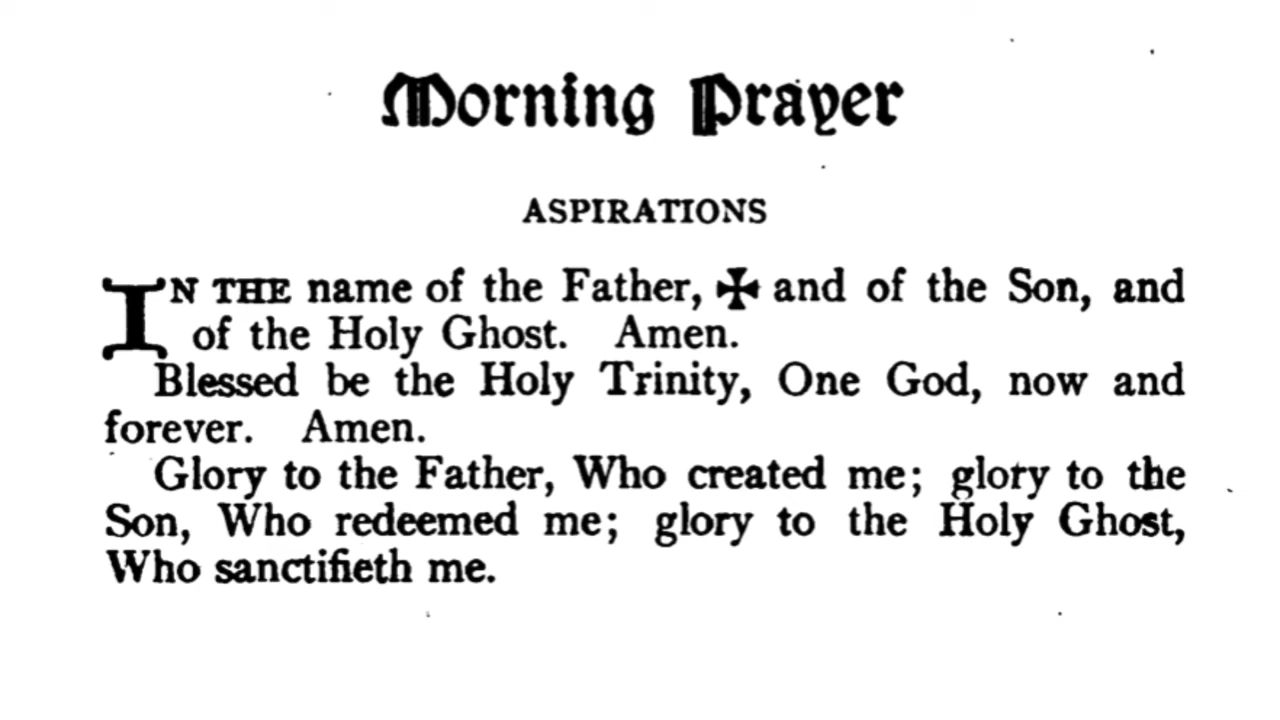 Morning Prayer
ASPIRATIONS
IN THE name of the Father, ✠ and of the Son, and
of the Holy Ghost. Amen.
Blessed be the Holy Trinity, One God, now and
forever. Amen.
Glory to the Father, Who created me; glory to the
Son, Who redeemed me; glory to the Holy Ghost,
Who sanctifieth me.